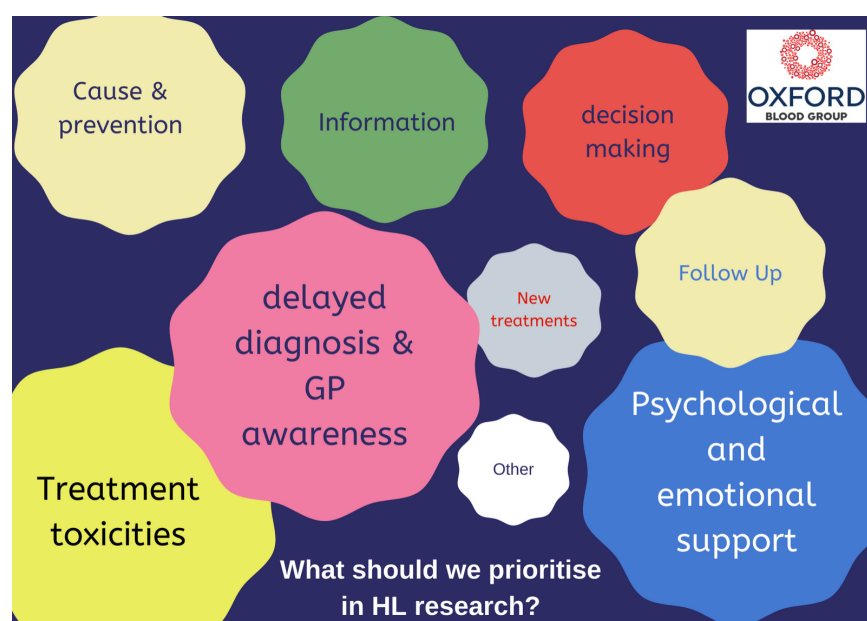 Cause &
prevention
Information
decision
making
OXFORD
BLOOD GROUP
Follow Up
delayed
diagnosis &
GP
awareness
New
treatments
Psychological
and
emotional
support
Other
Treatment
toxicities
What should we prioritise
in HL research?